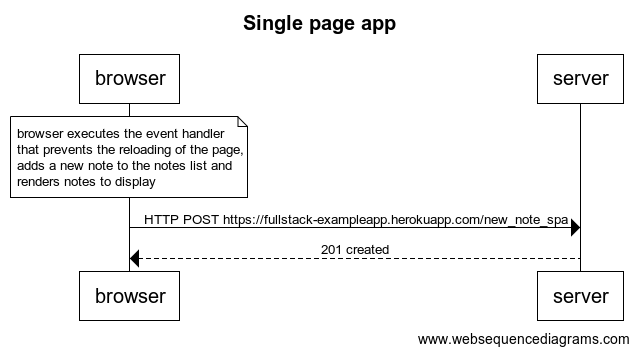 Single page app
browser
server
browser executes the event handler
that prevents the reloading of the page,
adds a new note to the notes list and
renders notes to display
HTTP POST https://fullstack-exampleapp.herokuapp.com/new_note_spa
201 created
browser
server
www.websequencediagrams.com